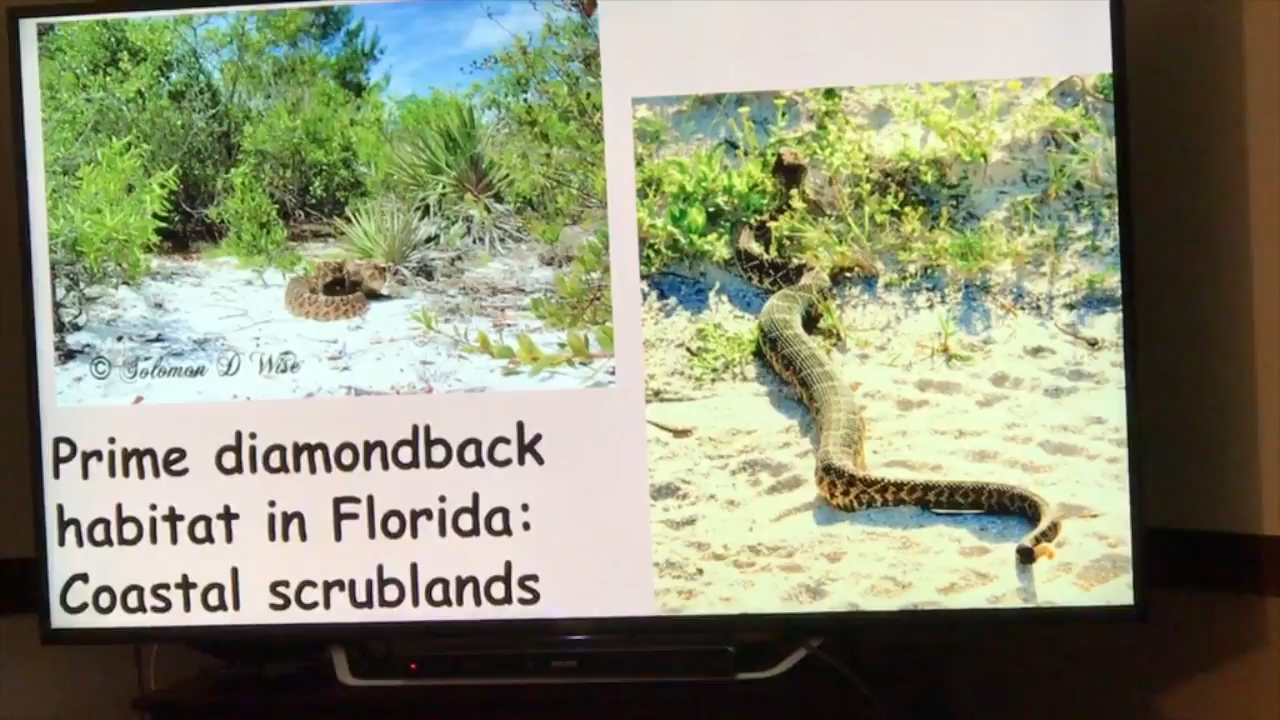 © Solomon D Wise
Prime diamondback
habitat in Florida:
Coastal scrublands